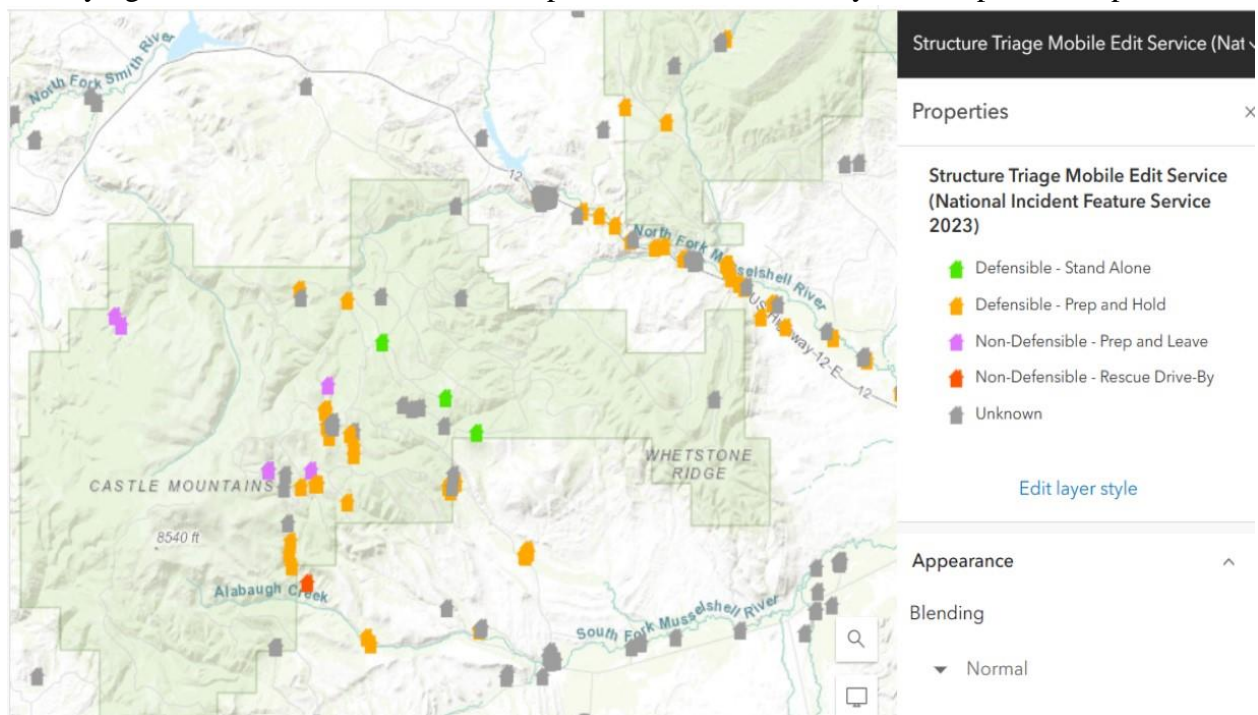 North Fork Smith River
12
North Fork Musselshell River
US-Highway-12-E
12
WHETSTONE
RIDGE
CASTLE MOUNTAINS
8540 ft
Alabaugh Creek
South Fork Musselshell River
Structure Triage Mobile Edit Service (Nat
Properties
Structure Triage Mobile Edit Service
(National Incident Feature Service
2023)
Defensible - Stand Alone
Defensible - Prep and Hold
Non-Defensible - Prep and Leave
Non-Defensible - Rescue Drive-By
Unknown
Edit layer style
Appearance
Blending
Normal